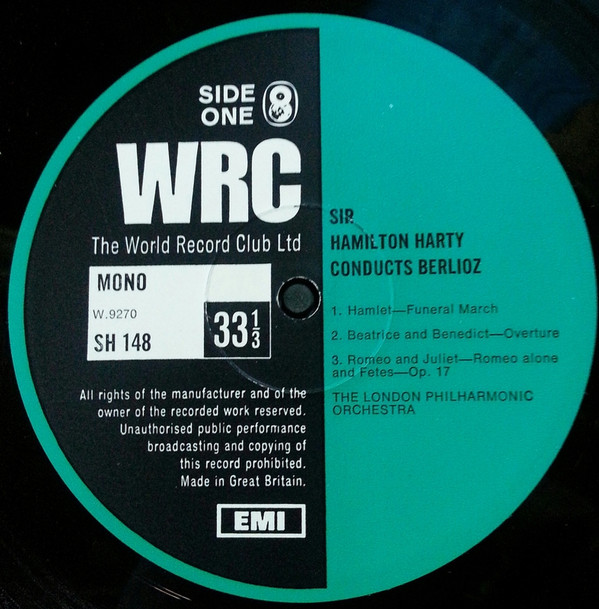 SIDE
ONE
WRC
The World Record Club Ltd
MONO
W.9270
SH 148
33 1/3
All rights of the manufacturer and of the
owner of the recorded work reserved.
Unauthorised public performance
broadcasting and copying of
this record prohibited.
Made in Great Britain.
EMI
SIR
HAMILTON HARTY
CONDUCTS BERLIOZ
1. Hamlet—Funeral March
2. Beatrice and Benedict—Overture
3. Romeo and Juliet—Romeo alone
and Fetes—Op. 17
THE LONDON PHILHARMONIC
ORCHESTRA